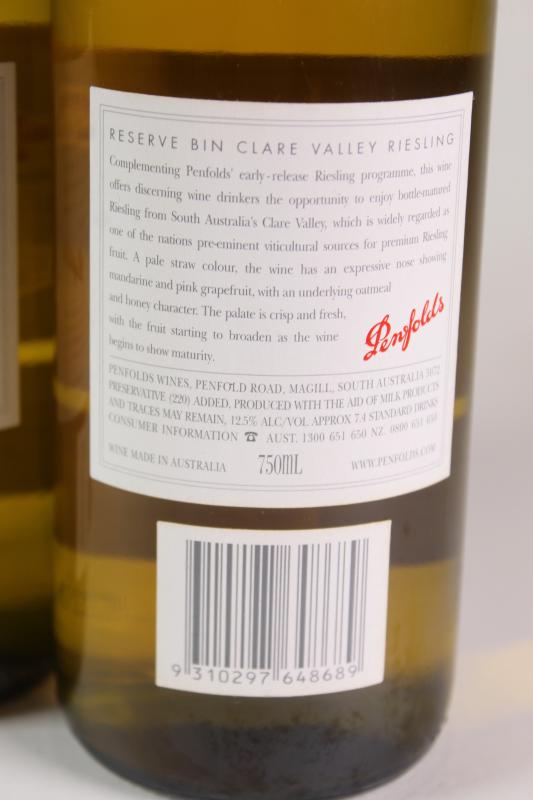 RESERVE BIN CLARE VALLEY RIESLING
Complementing Penfolds' early-release Riesling programme, this wine
offers discerning wine drinkers the opportunity to enjoy bottle-matured
Riesling from South Australia's Clare Valley, which is widely regarded as
one of the nations pre-eminent viticultural sources for premium Riesling
fruit. A pale straw colour, the wine has an expressive nose showing
mandarine and pink grapefruit, with an underlying oatmeal
and honey character. The palate is crisp and fresh,
with the fruit starting to broaden as the wine
begins to show maturity.
Penfolds
PENFOLDS WINES, PENFOLD ROAD, MAGILL, SOUTH AUSTRALIA 5072
PRESERVATIVE (220) ADDED, PRODUCED WITH THE AID OF MILK PRODUCTS
AND TRACES MAY REMAIN, 12.5% ALC/VOL APPROX 7.4 STANDARD DRINKS
CONSUMER INFORMATION ☎ AUST. 1300 651 650 NZ. 0800 651 650
WINE MADE IN AUSTRALIA 750mL WWW.PENFOLDS.COM
9 310297 648689